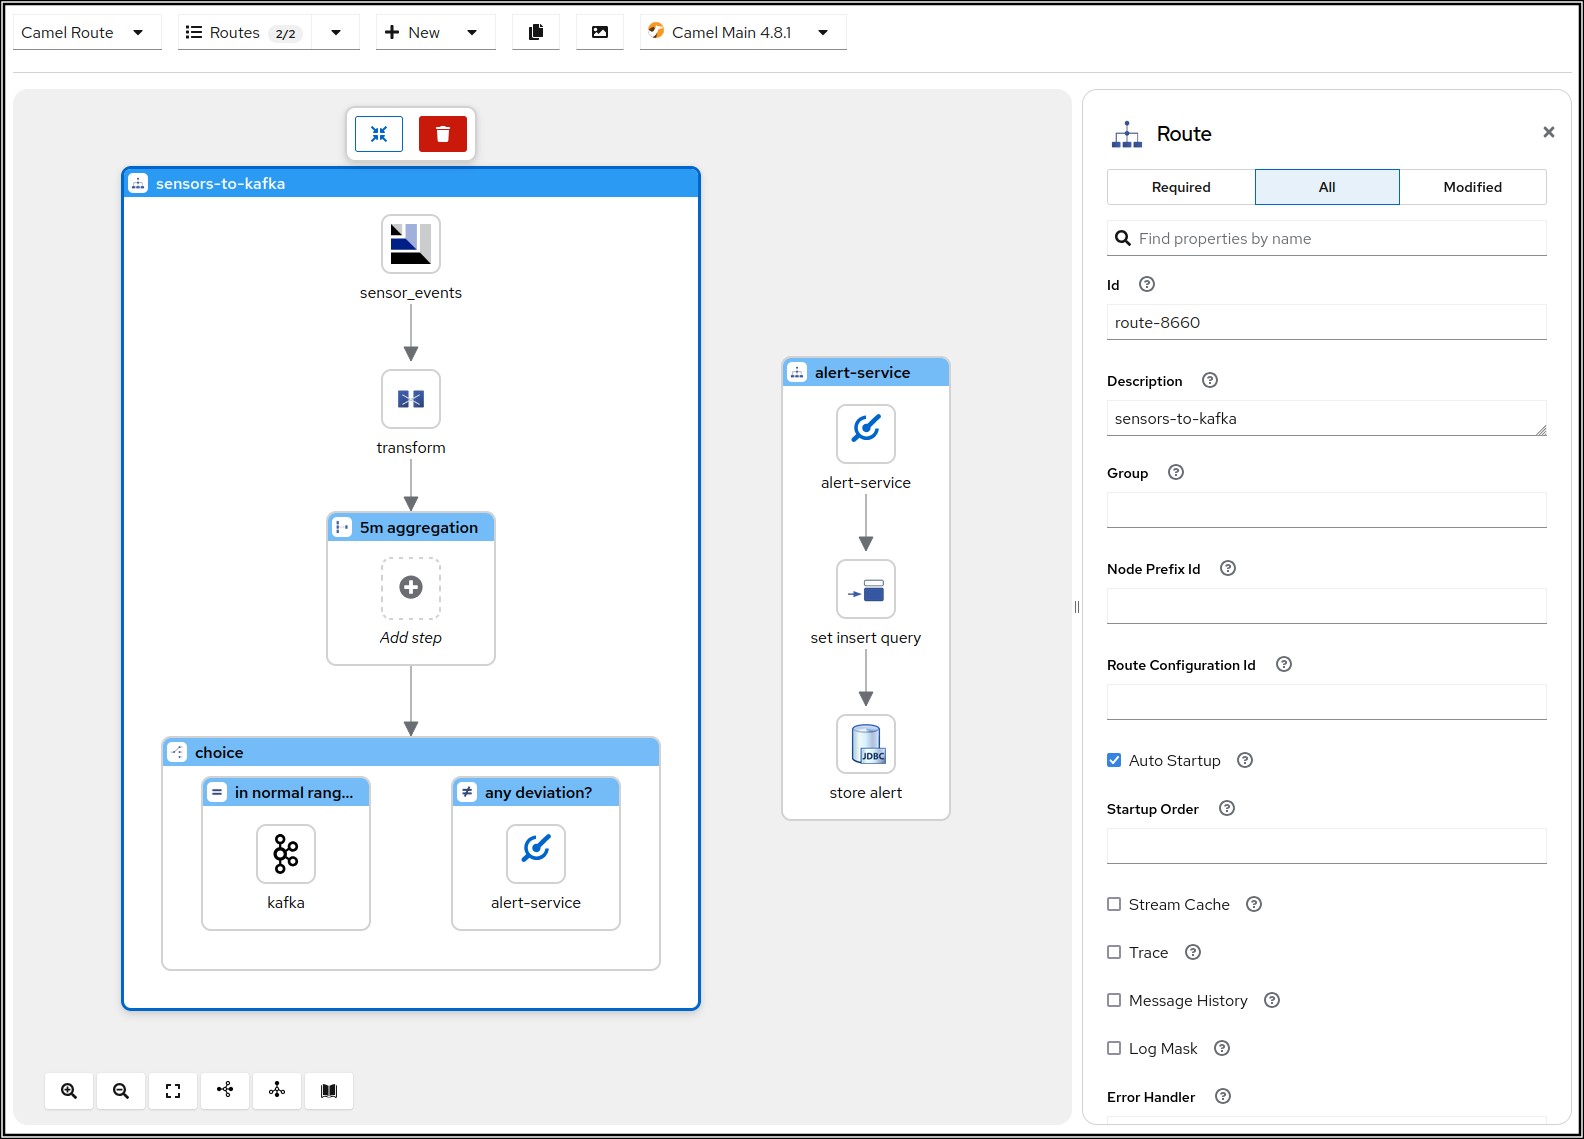 Camel Route
Routes 2/2
New
Camel Main 4.8.1
sensors-to-kafka
sensor_events
transform
5m aggregation
Add step
choice
in normal rang...
kafka
any deviation?
alert-service
alert-service
alert-service
set insert query
JDBC
store alert
Route
Required
All
Modified
Find properties by name
Id
route-8660
Description
sensors-to-kafka
Group
Node Prefix Id
Route Configuration Id
Auto Startup
Startup Order
Stream Cache
Trace
Message History
Log Mask
Error Handler